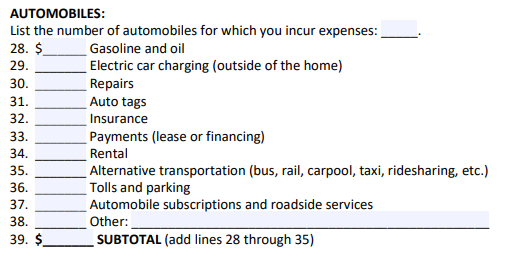 AUTOMOBILES:
List the number of automobiles for which you incur expenses: _____.
28. $______ Gasoline and oil
29. _______ Electric car charging (outside of the home)
30. _______ Repairs
31. _______ Auto tags
32. _______ Insurance
33. _______ Payments (lease or financing)
34. _______ Rental
35. _______ Alternative transportation (bus, rail, carpool, taxi, ridesharing, etc.)
36. _______ Tolls and parking
37. _______ Automobile subscriptions and roadside services
38. _______ Other: _______________________________________________
39. $_______ SUBTOTAL (add lines 28 through 35)